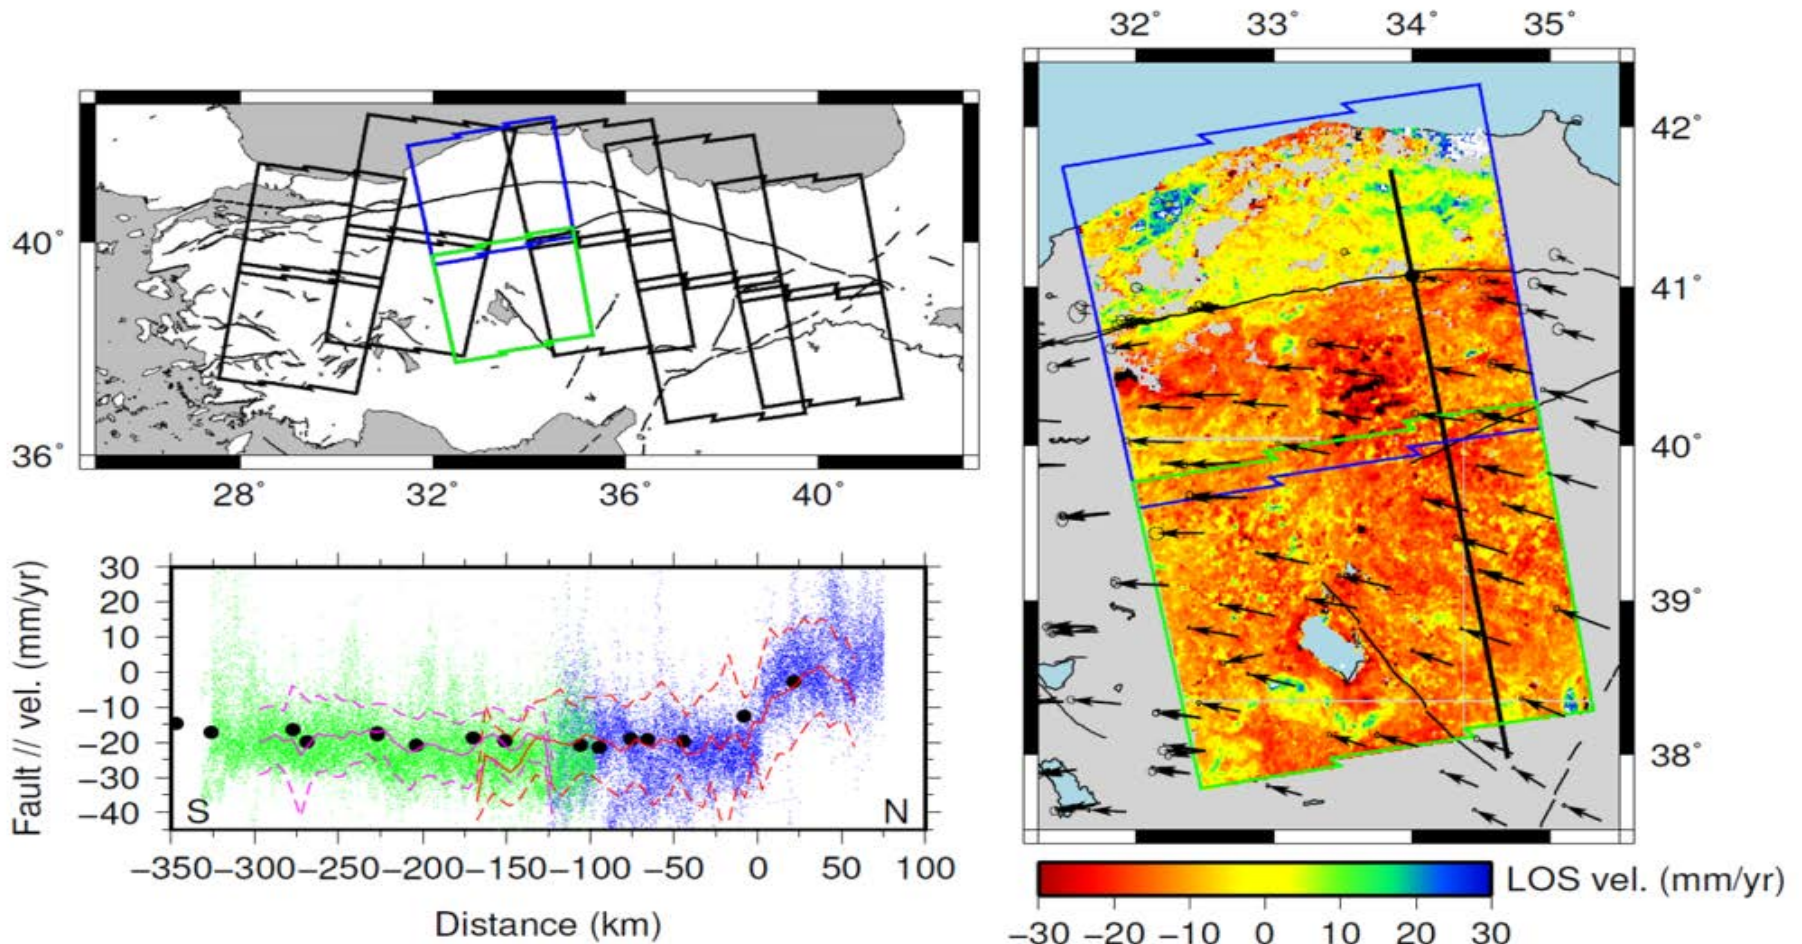 32° 33° 34° 35°
42°
41°
40°
39°
38°
40°
36°
28° 32° 36° 40°
30
20
10
0
−10
−20
−30
−40
Fault // vel. (mm/yr)
S N
−350−300−250−200−150−100 −50 0 50 100
Distance (km)
LOS vel. (mm/yr)
−30 −20 −10 0 10 20 30